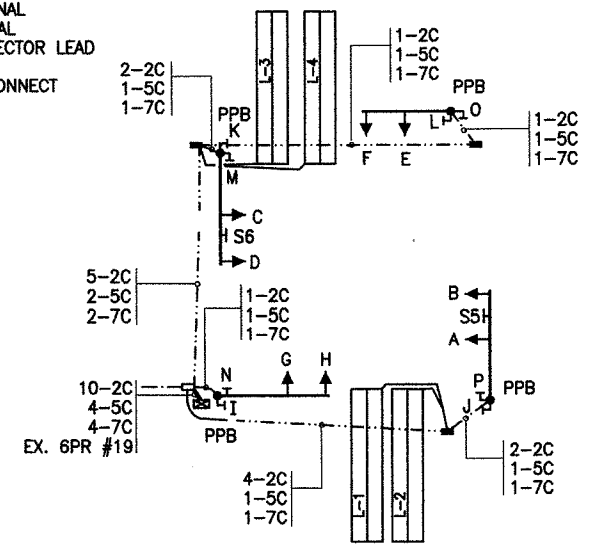 NAL
AL
ECTOR LEAD
ONNECT
2-2C
1-5C
1-7C
PPB
K
M
L-3
L-4
1-2C
1-5C
1-7C
PPB
L
O
F
E
1-2C
1-5C
1-7C
C
S6
D
5-2C
2-5C
2-7C
1-2C
1-5C
1-7C
B
S5
A
G
H
N
I
P
PPB
J
10-2C
4-5C
4-7C
EX. 6PR #19
PPB
4-2C
1-5C
1-7C
L-1
L-2
2-2C
1-5C
1-7C